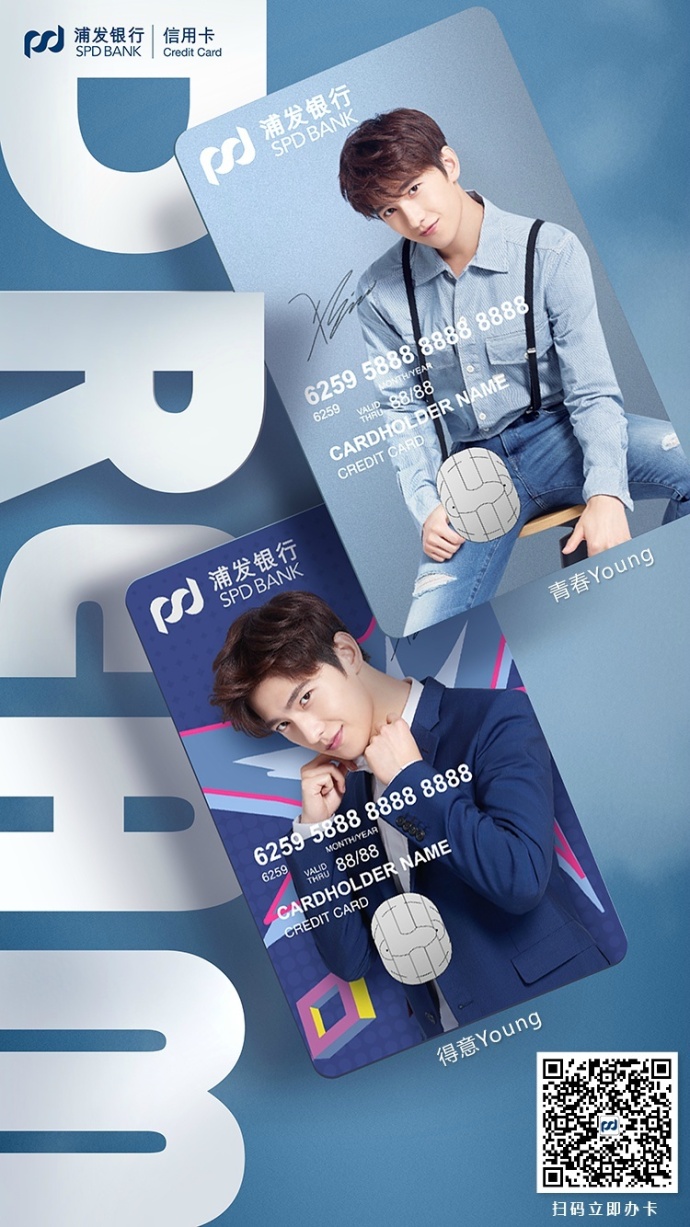 浦发银行 信用卡
SPD BANK Credit Card
DREAM
浦发银行
SPD BANK
6259 5888 8888 8888
6259
MONTH/YEAR
VALID THRU 88/88
CARDHOLDER NAME
CREDIT CARD
青春Young
浦发银行
SPD BANK
6259 5888 8888 8888
6259
MONTH/YEAR
VALID THRU 88/88
CARDHOLDER NAME
CREDIT CARD
得意Young
扫码立即办卡